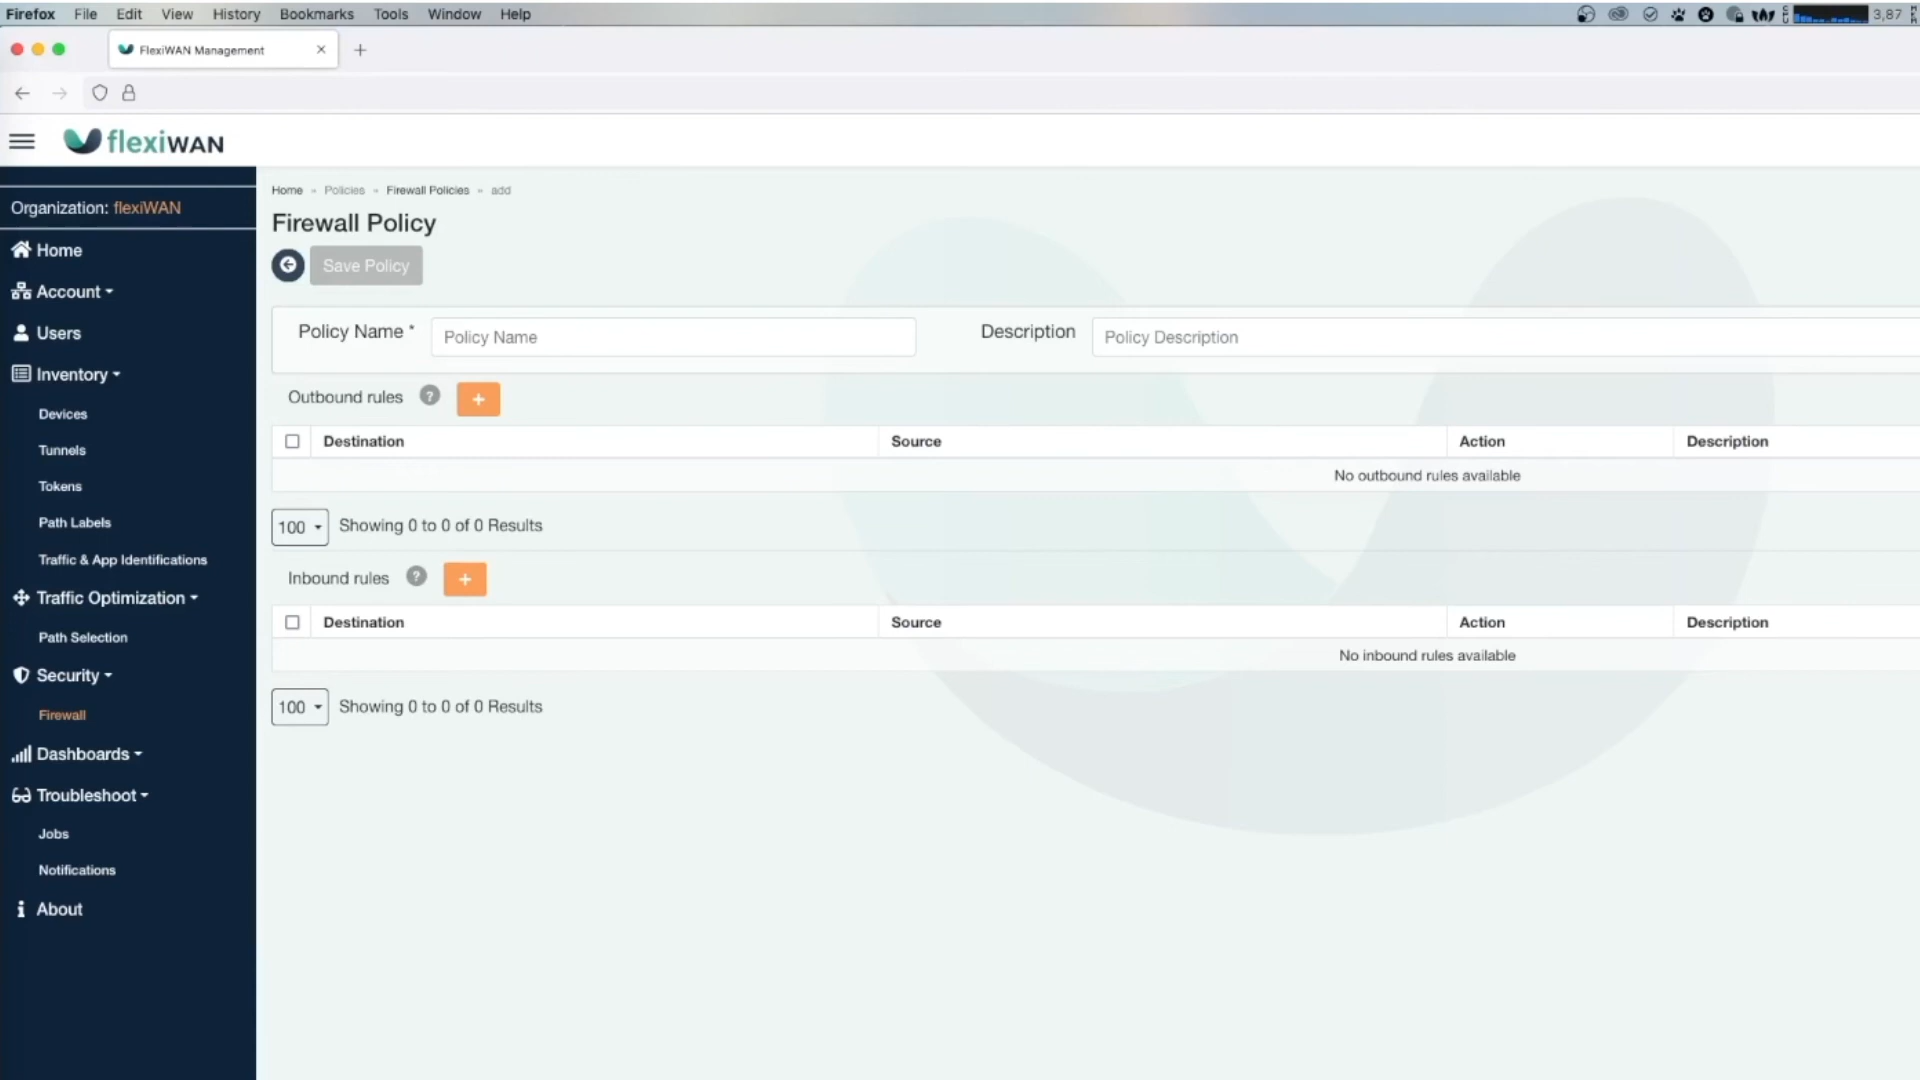 Firefox File Edit View History Bookmarks Tools Window Help 3,87
FlexiWAN Management
flexiWAN
Organization: flexiWAN
Home
Account
Users
Inventory
Devices
Tunnels
Tokens
Path Labels
Traffic & App Identifications
Traffic Optimization
Path Selection
Security
Firewall
Dashboards
Troubleshoot
Jobs
Notifications
About
Home » Policies » Firewall Policies » add
Firewall Policy
Save Policy
Policy Name * Policy Name Description Policy Description
Outbound rules ? +
Destination Source Action Description
No outbound rules available
100 Showing 0 to 0 of 0 Results
Inbound rules ? +
Destination Source Action Description
No inbound rules available
100 Showing 0 to 0 of 0 Results